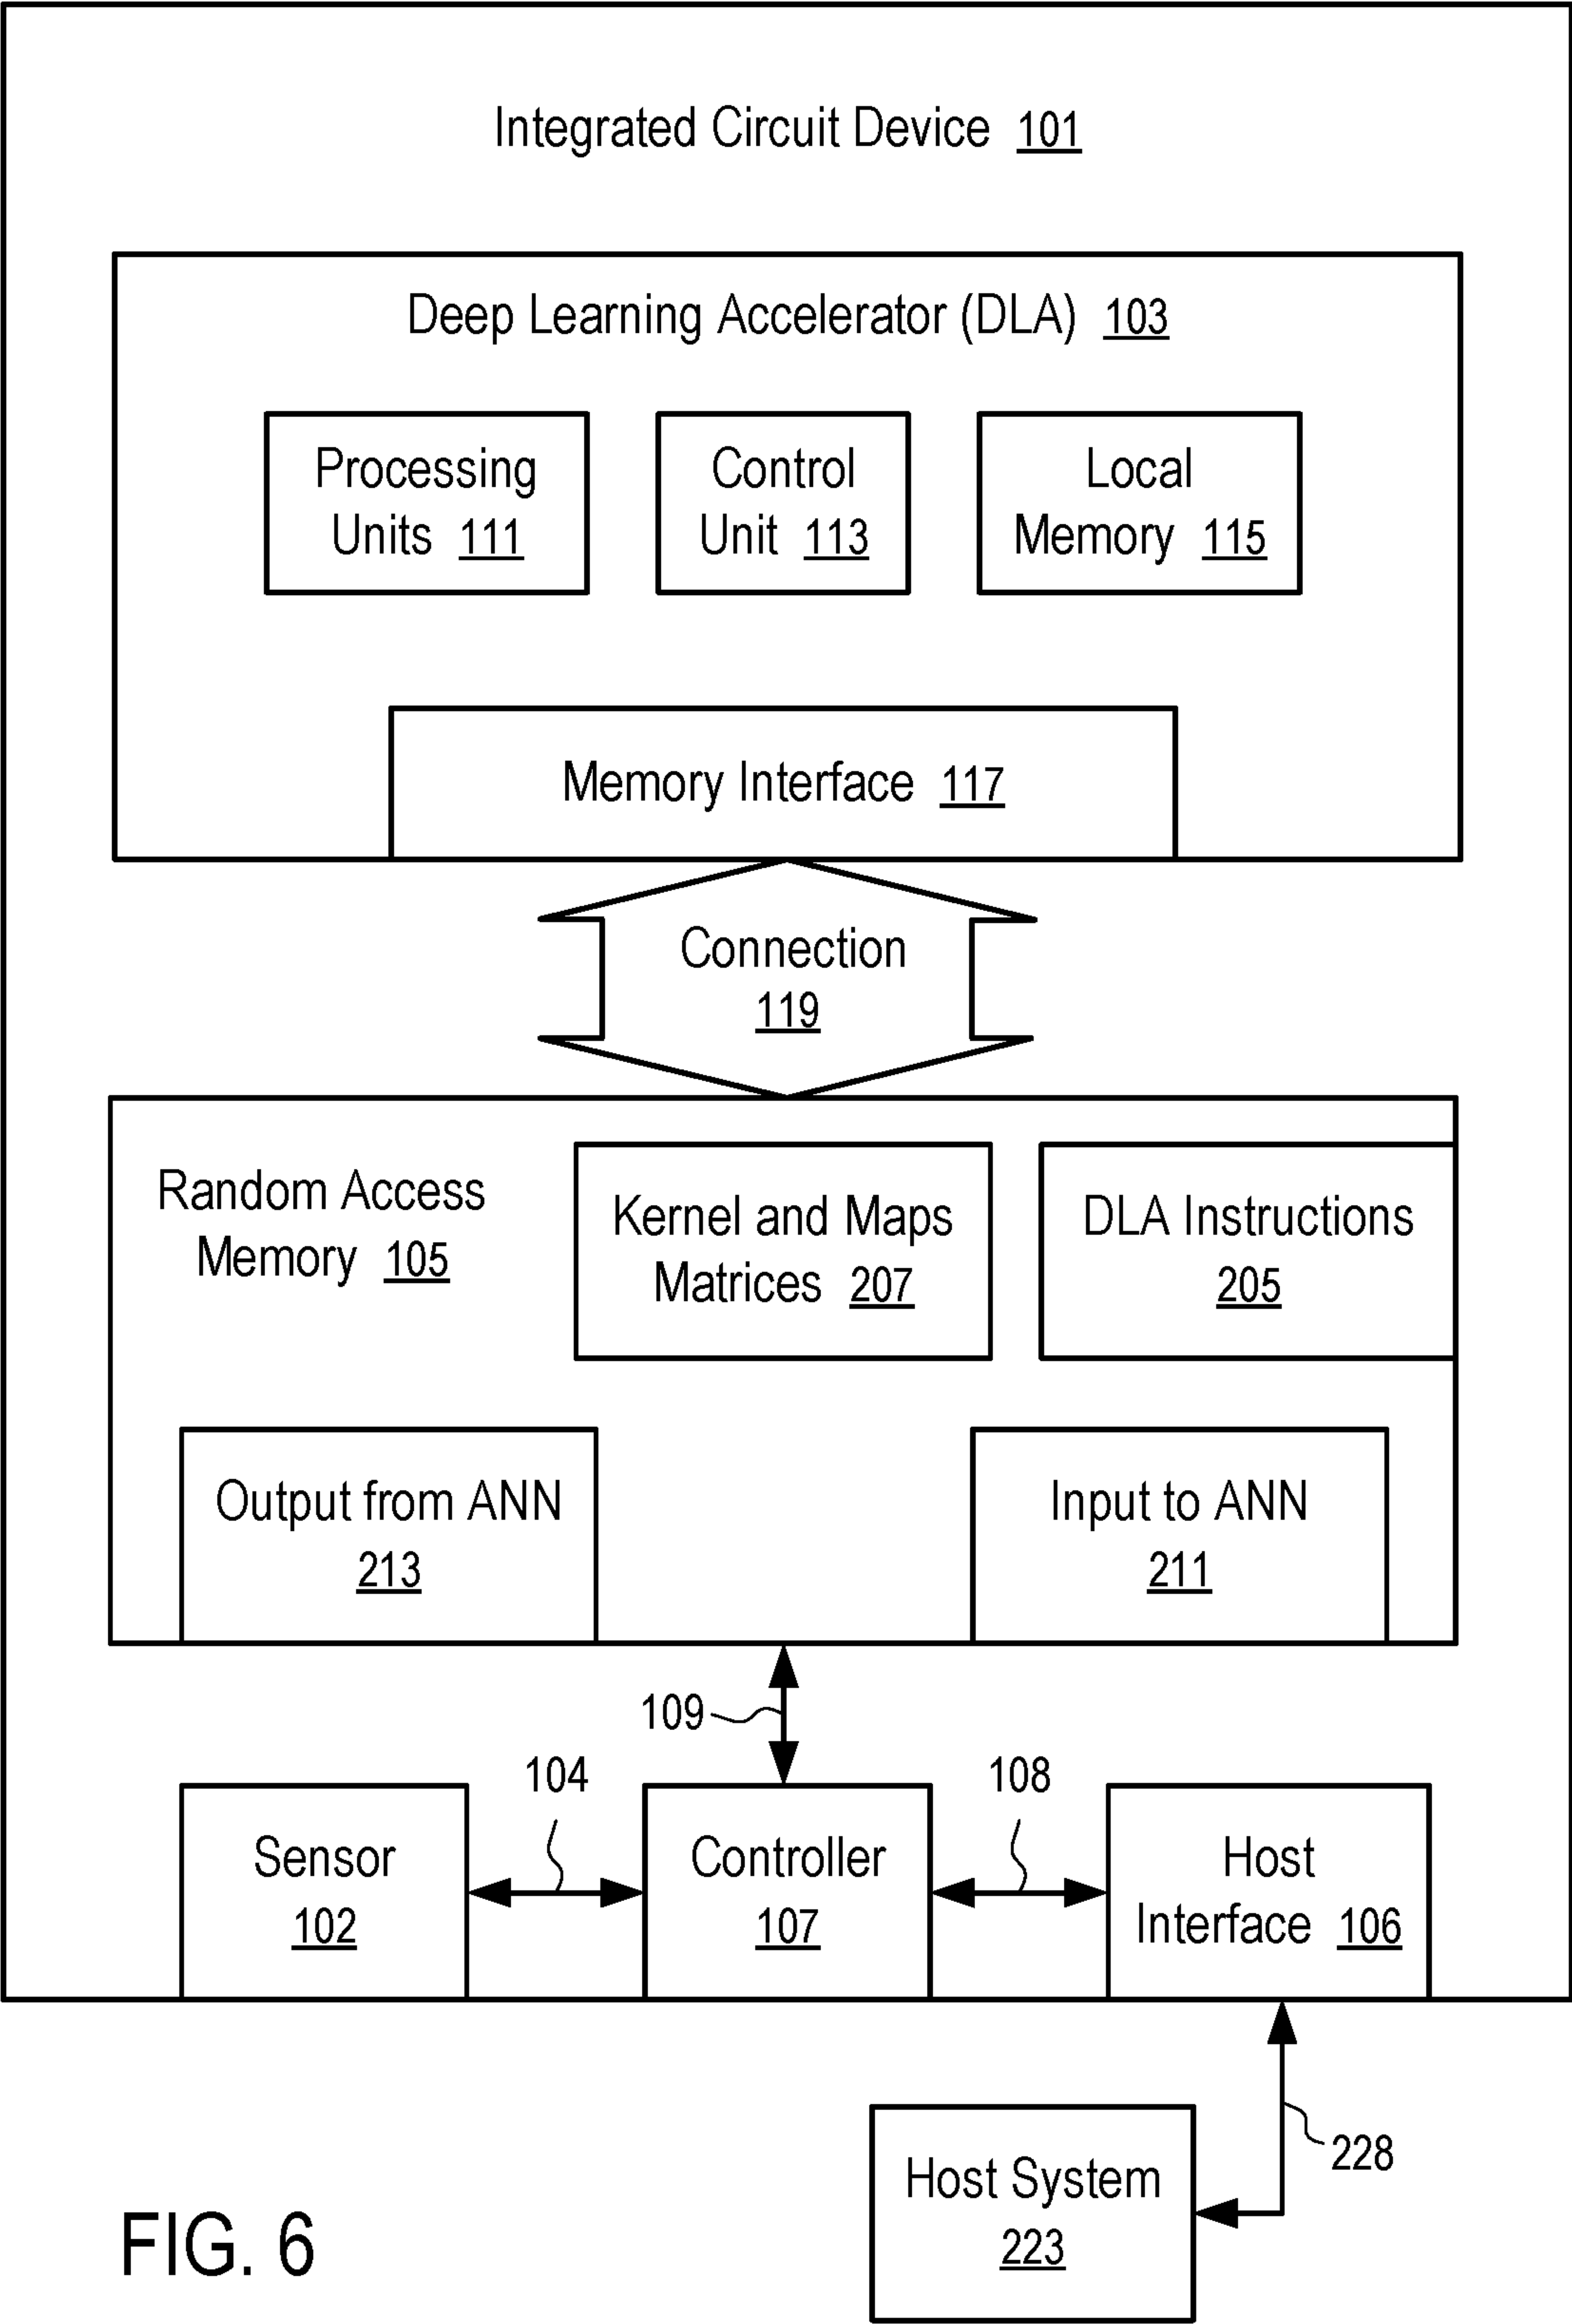 Integrated Circuit Device 101
Deep Learning Accelerator (DLA) 103
Processing
Units 111
Control
Unit 113
Local
Memory 115
Memory Interface 117
Connection
119
Random Access
Memory 105
Kernel and Maps
Matrices 207
DLA Instructions
205
Output from ANN
213
Input to ANN
211
109
104
108
Sensor
102
Controller
107
Host
Interface 106
228
Host System
223
FIG. 6